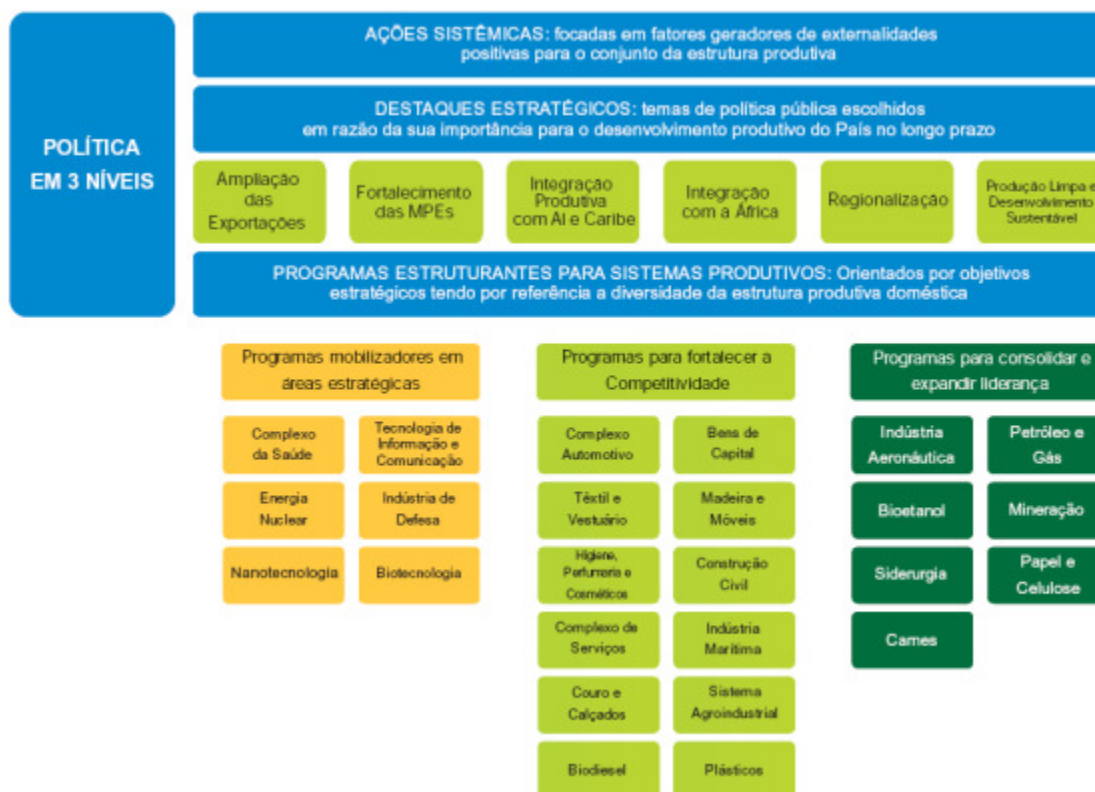 POLÍTICA
EM 3 NÍVEIS
AÇÕES SISTÊMICAS: focadas em fatores geradores de externalidades
positivas para o conjunto da estrutura produtiva
DESTAQUES ESTRATÉGICOS: temas de política pública escolhidos
em razão da sua importância para o desenvolvimento produtivo do País no longo prazo
Ampliação
das
Exportações
Fortalecimento
das MPEs
Integração
Produtiva
com Al e Caribe
Integração
com a África
Regionalização
Produção Limpa e
Desenvolvimento
Sustentável
PROGRAMAS ESTRUTURANTES PARA SISTEMAS PRODUTIVOS: Orientados por objetivos
estratégicos tendo por referência a diversidade da estrutura produtiva doméstica
Programas mobilizadores em
áreas estratégicas
Complexo
da Saúde
Tecnologia de
Informação e
Comunicação
Energia
Nuclear
Indústria de
Defesa
Nanotecnologia
Biotecnologia
Programas para fortalecer a
Competitividade
Complexo
Automotivo
Bens de
Capital
Têxtil e
Vestuário
Madeira e
Móveis
Higiene,
Perfumaria e
Cosméticos
Construção
Civil
Complexo de
Serviços
Indústria
Marítima
Couro e
Calçados
Sistema
Agroindustrial
Biodiesel
Plásticos
Programas para consolidar e
expandir liderança
Indústria
Aeronáutica
Petróleo e
Gás
Bioetanol
Mineração
Siderurgia
Papel e
Celulose
Carnes